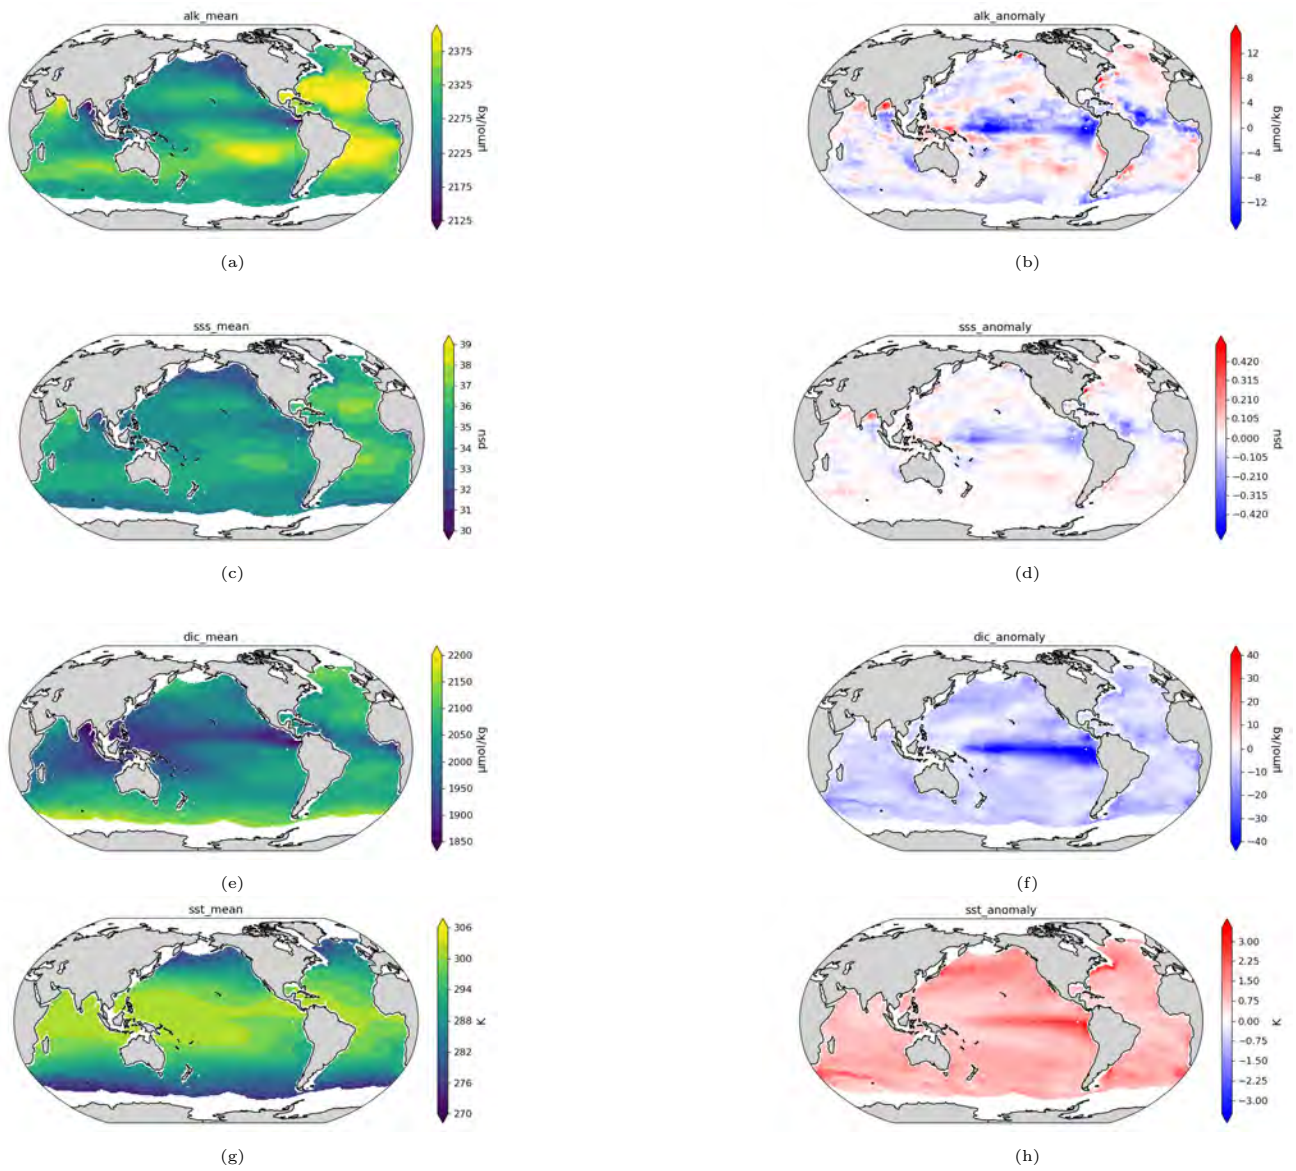 alk_mean
2375
2325
2275
2225
2175
2125
µmol/kg
(a)
alk_anomaly
12
8
4
0
−4
−8
−12
µmol/kg
(b)
sss_mean
39
38
37
36
35
34
33
32
31
30
psu
(c)
sss_anomaly
0.420
0.315
0.210
0.105
0.000
−0.105
−0.210
−0.315
−0.420
psu
(d)
dic_mean
2200
2150
2100
2050
2000
1950
1900
1850
µmol/kg
(e)
dic_anomaly
40
30
20
10
0
−10
−20
−30
−40
µmol/kg
(f)
sst_mean
306
300
294
288
282
276
270
K
(g)
sst_anomaly
3.00
2.25
1.50
0.75
0.00
−0.75
−1.50
−2.25
−3.00
K
(h)